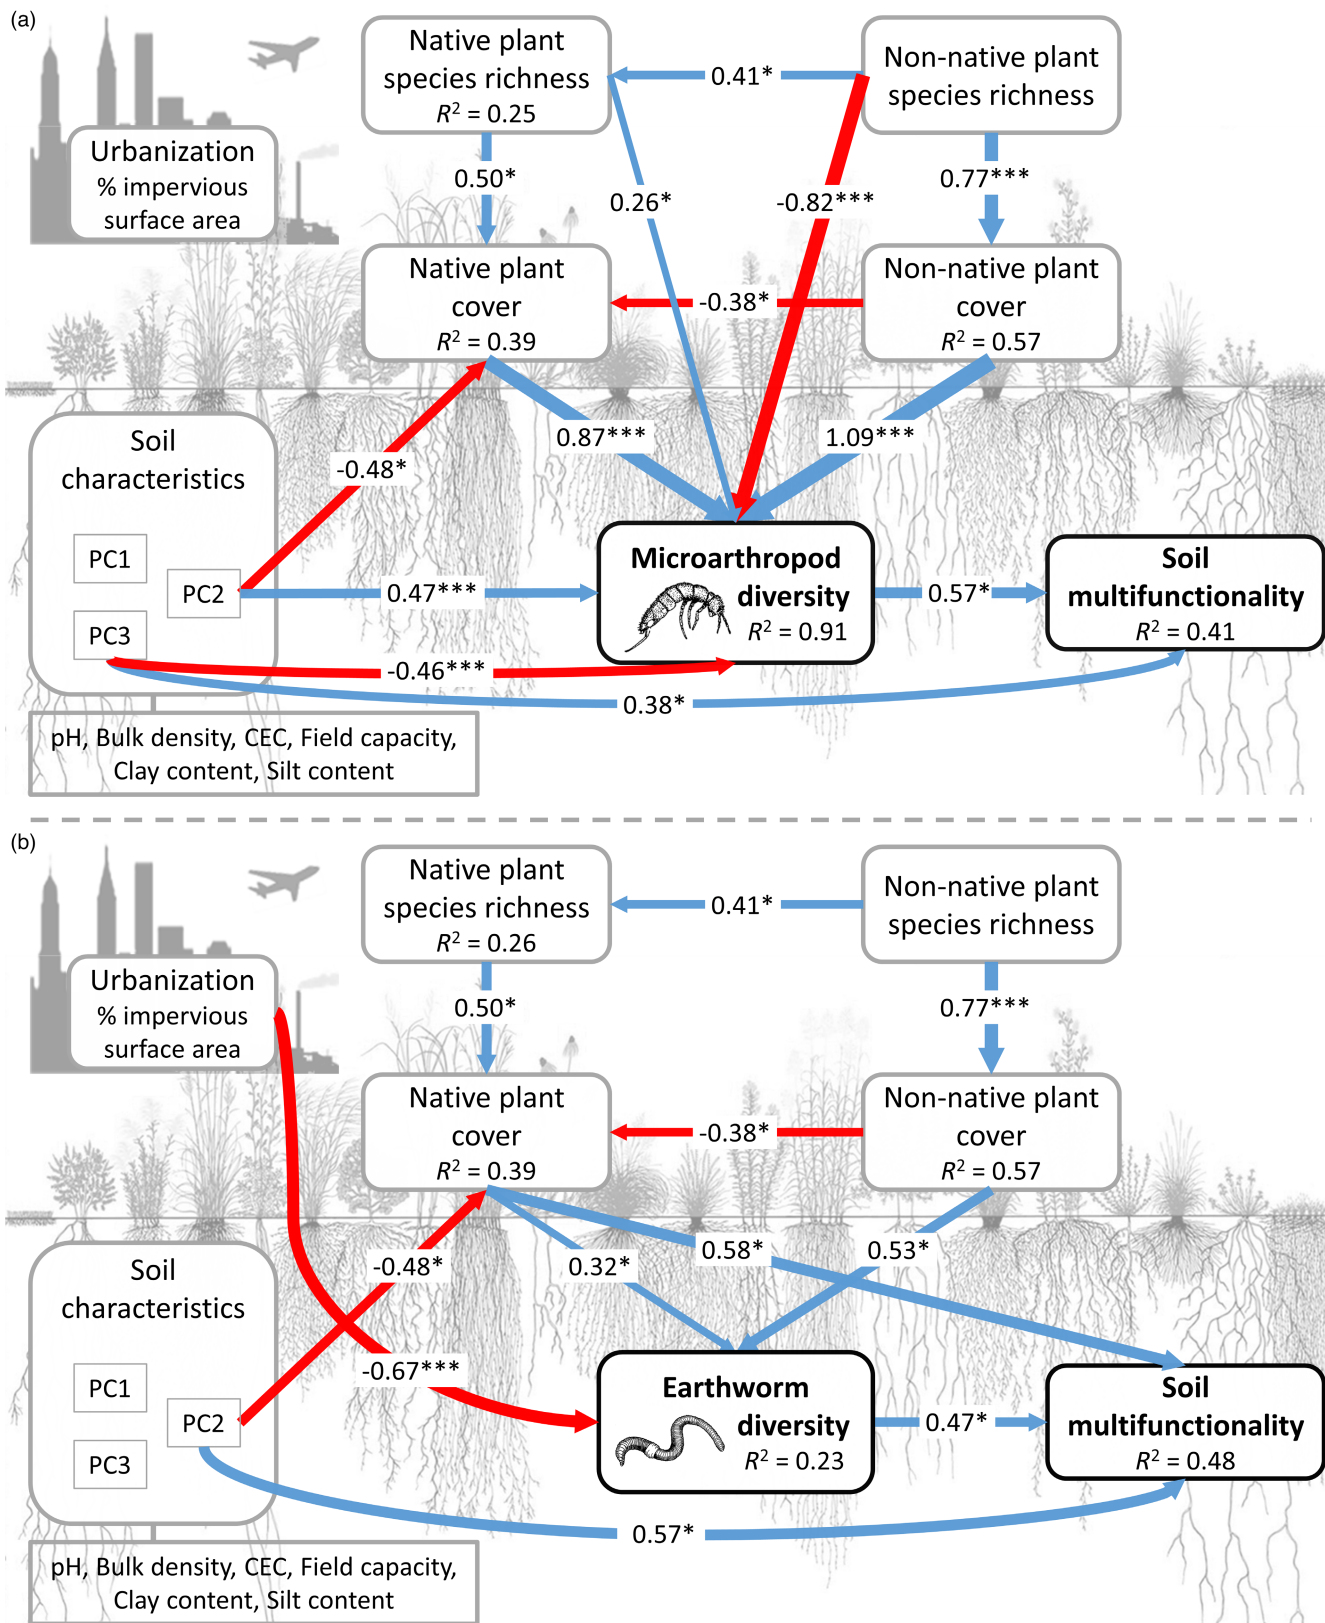 (a)
Native plant
species richness
R² = 0.25
0.41*
Non-native plant
species richness
Urbanization
% impervious
surface area
0.50*
0.26*
-0.82***
0.77***
Native plant
cover
R² = 0.39
-0.38*
Non-native plant
cover
R² = 0.57
Soil
characteristics
-0.48*
0.87***
1.09***
PC1
PC2
PC3
0.47***
Microarthropod
diversity
R² = 0.91
0.57*
Soil
multifunctionality
R² = 0.41
-0.46***
0.38*
pH, Bulk density, CEC, Field capacity,
Clay content, Silt content
(b)
Native plant
species richness
R² = 0.26
0.41*
Non-native plant
species richness
Urbanization
% impervious
surface area
0.50*
0.77***
Native plant
cover
R² = 0.39
-0.38*
Non-native plant
cover
R² = 0.57
Soil
characteristics
-0.48*
0.32*
0.58*
0.53*
-0.67***
PC1
PC2
PC3
Earthworm
diversity
R² = 0.23
0.47*
Soil
multifunctionality
R² = 0.48
0.57*
pH, Bulk density, CEC, Field capacity,
Clay content, Silt content